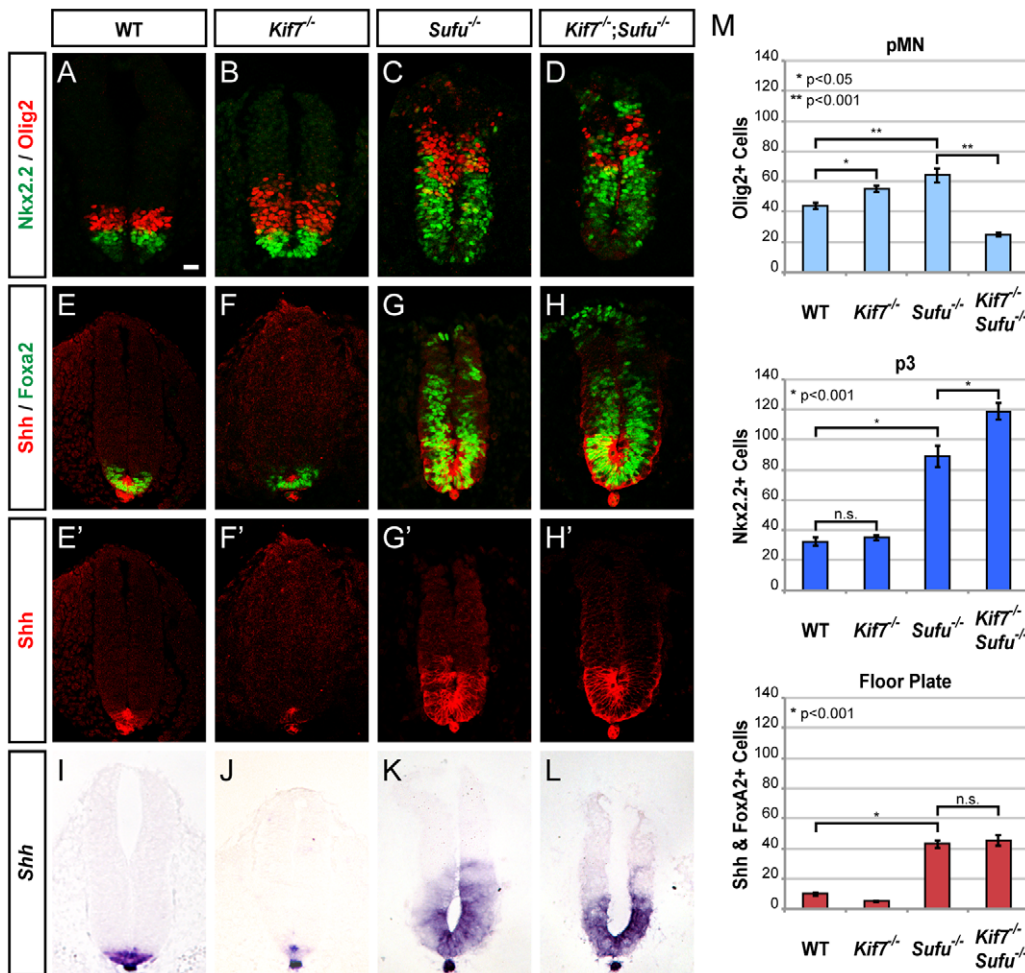 WT
Kif7-/-
Sufu-/-
Kif7-/-;Sufu-/-
Nkx2.2 / Olig2
A
B
C
D
Shh / Foxa2
E
F
G
H
Shh
E'
F'
G'
H'
Shh
I
J
K
L
M
pMN
* p<0.05
** p<0.001
**
**
*
Olig2+ Cells
140
120
100
80
60
40
20
0
WT
Kif7-/-
Sufu-/-
Kif7-/-
Sufu-/-
p3
* p<0.001
*
*
n.s.
Nkx2.2+ Cells
140
120
100
80
60
40
20
0
WT
Kif7-/-
Sufu-/-
Kif7-/-
Sufu-/-
Floor Plate
* p<0.001
n.s.
*
Shh & FoxA2+ Cells
140
120
100
80
60
40
20
0
WT
Kif7-/-
Sufu-/-
Kif7-/-
Sufu-/-